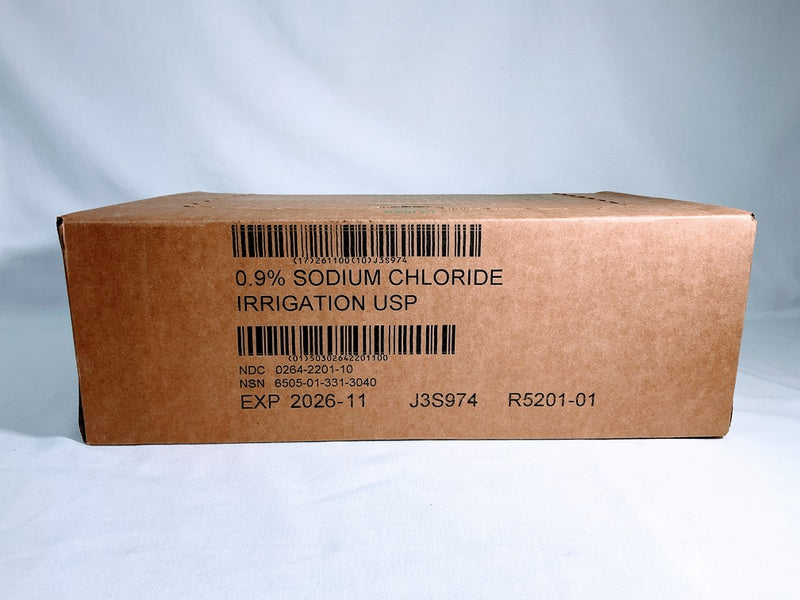 (17)261100(10)J3S974
0.9% SODIUM CHLORIDE
IRRIGATION USP
(01)50302642201100
NDC 0264-2201-10
NSN 6505-01-331-3040
EXP 2026-11 J3S974 R5201-01